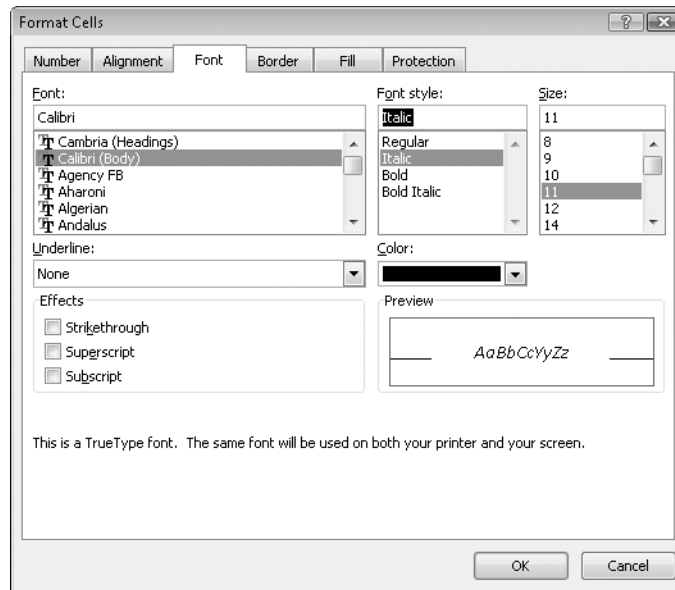 Format Cells
Number Alignment Font Border Fill Protection
Font: Font style: Size:
Calibri Italic 11
Cambria (Headings) Regular 8
Calibri (Body) Italic 9
Agency FB Bold 10
Aharoni Bold Italic 11
Algerian 12
Andalus 14
Underline: Color:
None
Effects Preview
Strikethrough
Superscript AaBbCcYyZz
Subscript
This is a TrueType font. The same font will be used on both your printer and your screen.
OK Cancel